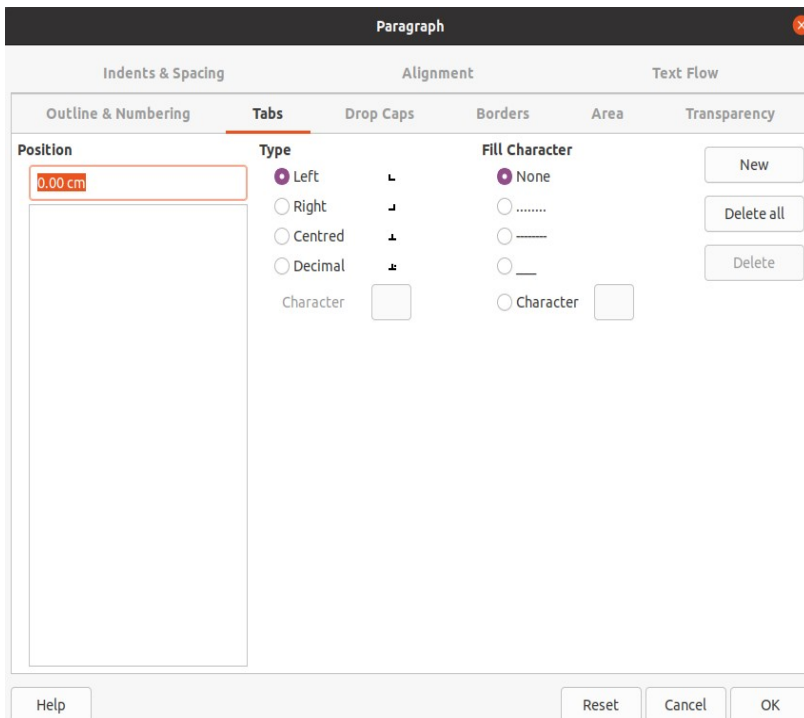 Paragraph
Indents & Spacing Alignment Text Flow
Outline & Numbering Tabs Drop Caps Borders Area Transparency
Position Type Fill Character
0.00 cm Left None New
Right ........ Delete all
Centred --------
Decimal __ Delete
Character Character
Help Reset Cancel OK